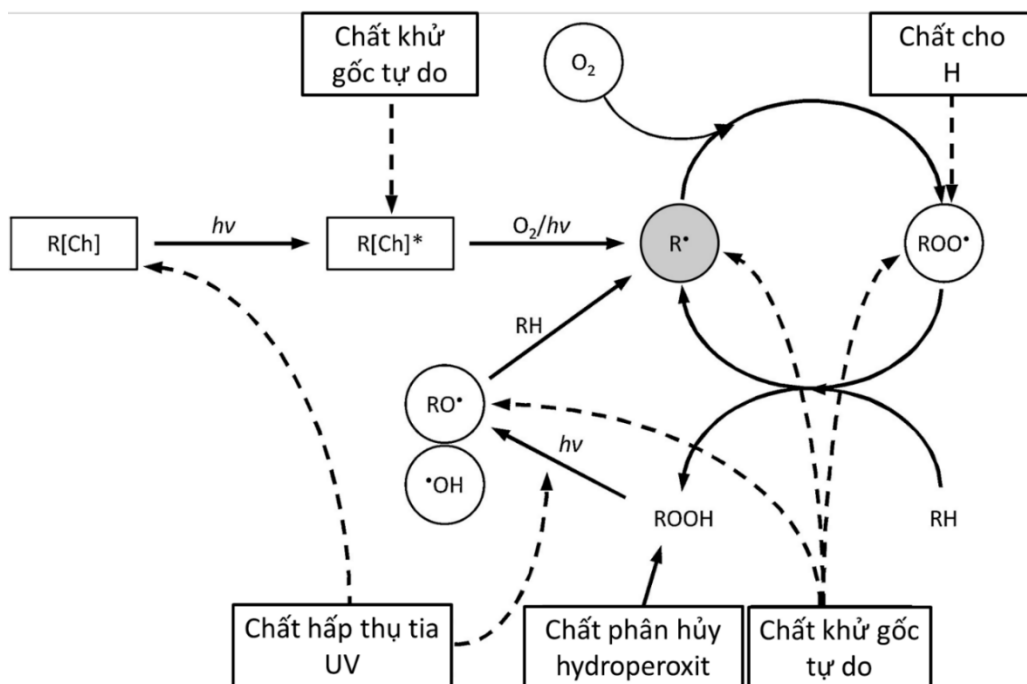 Chất khử
gốc tự do
O₂
Chất cho
H
R[Ch]
hν
R[Ch]*
O₂/hν
R•
ROO•
RH
RO•
hν
•OH
ROOH
RH
Chất hấp thụ tia
UV
Chất phân hủy
hydroperoxit
Chất khử gốc
tự do